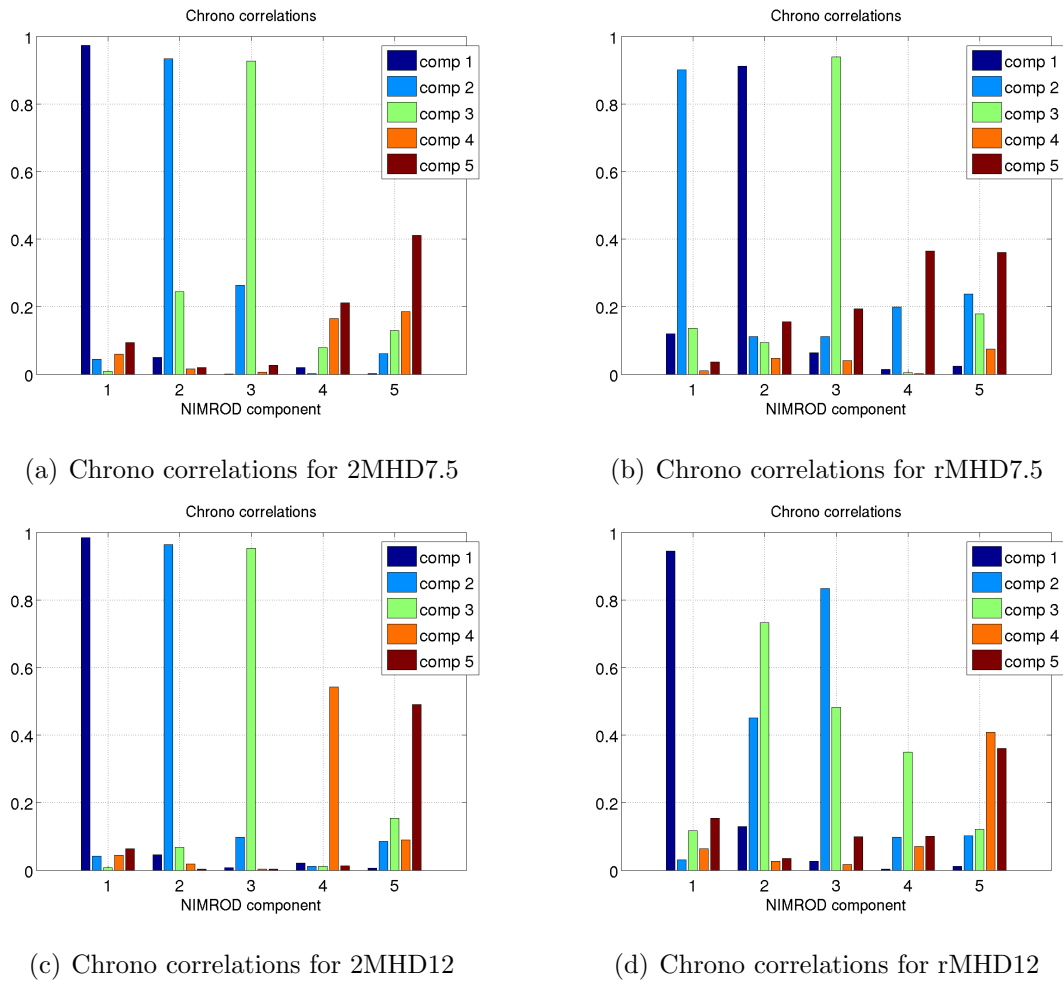 Chrono correlations
1
0.8
0.6
0.4
0.2
0
comp 1
comp 2
comp 3
comp 4
comp 5
1 2 3 4 5
NIMROD component
(a) Chrono correlations for 2MHD7.5
Chrono correlations
1
0.8
0.6
0.4
0.2
0
comp 1
comp 2
comp 3
comp 4
comp 5
1 2 3 4 5
NIMROD component
(b) Chrono correlations for rMHD7.5
Chrono correlations
1
0.8
0.6
0.4
0.2
0
comp 1
comp 2
comp 3
comp 4
comp 5
1 2 3 4 5
NIMROD component
(c) Chrono correlations for 2MHD12
Chrono correlations
1
0.8
0.6
0.4
0.2
0
comp 1
comp 2
comp 3
comp 4
comp 5
1 2 3 4 5
NIMROD component
(d) Chrono correlations for rMHD12